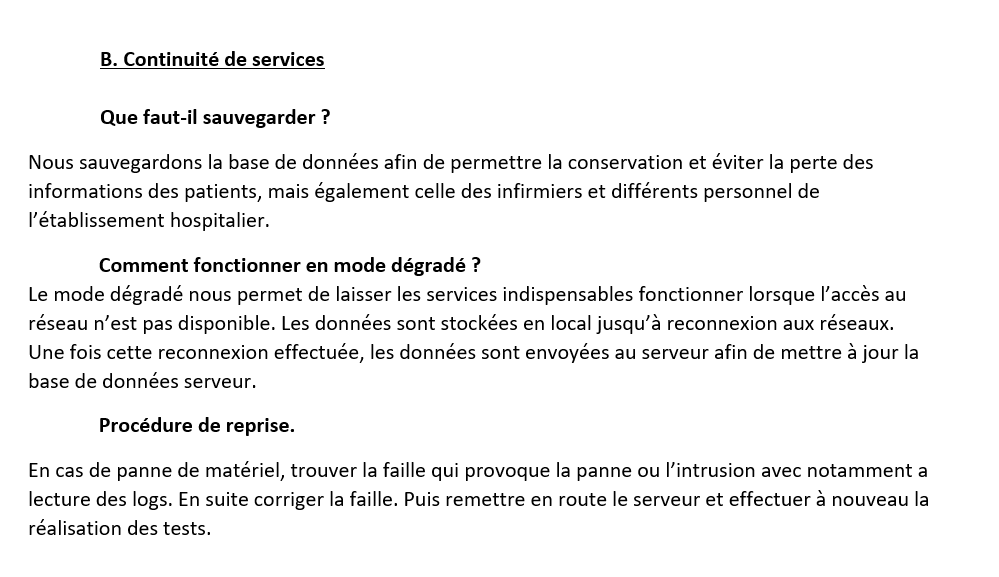 B. Continuité de services
Que faut-il sauvegarder ?
Nous sauvegardons la base de données afin de permettre la conservation et éviter la perte des
informations des patients, mais également celle des infirmiers et différents personnel de
l’établissement hospitalier.
Comment fonctionner en mode dégradé ?
Le mode dégradé nous permet de laisser les services indispensables fonctionner lorsque l’accès au
réseau n’est pas disponible. Les données sont stockées en local jusqu’à reconnexion aux réseaux.
Une fois cette reconnexion effectuée, les données sont envoyées au serveur afin de mettre à jour la
base de données serveur.
Procédure de reprise.
En cas de panne de matériel, trouver la faille qui provoque la panne ou l’intrusion avec notamment a
lecture des logs. En suite corriger la faille. Puis remettre en route le serveur et effectuer à nouveau la
réalisation des tests.